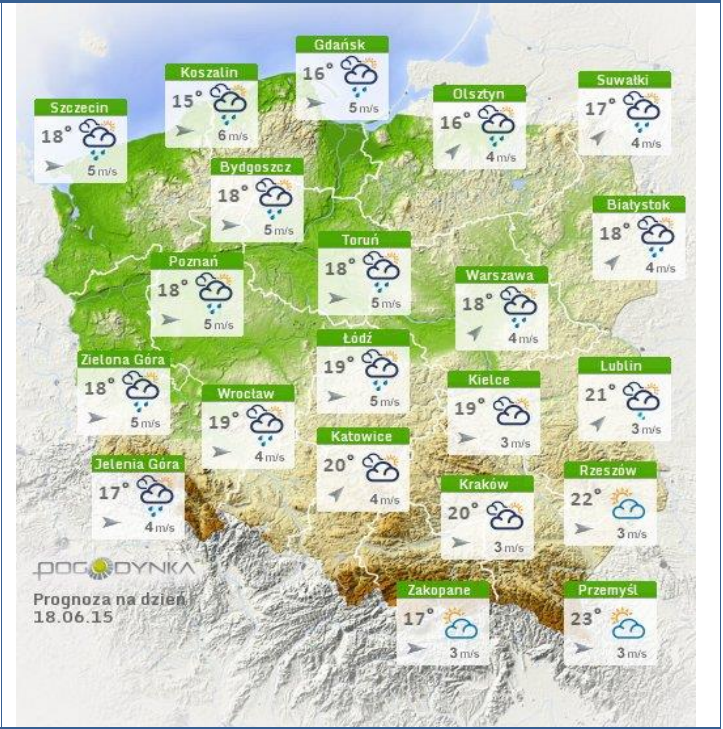 Gdańsk
16°
5 m/s
Koszalin
15°
6 m/s
Suwałki
17°
4 m/s
Olsztyn
16°
4 m/s
Szczecin
18°
5 m/s
Bydgoszcz
18°
5 m/s
Białystok
18°
4 m/s
Toruń
18°
5 m/s
Poznań
18°
5 m/s
Warszawa
18°
4 m/s
Łódź
19°
5 m/s
Zielona Góra
18°
5 m/s
Lublin
21°
3 m/s
Kielce
19°
3 m/s
Wrocław
19°
4 m/s
Katowice
20°
4 m/s
Jelenia Góra
17°
4 m/s
Rzeszów
22°
3 m/s
Kraków
20°
3 m/s
POGODYNKA
Prognoza na dzień
18.06.15
Zakopane
17°
3 m/s
Przemyśl
23°
3 m/s